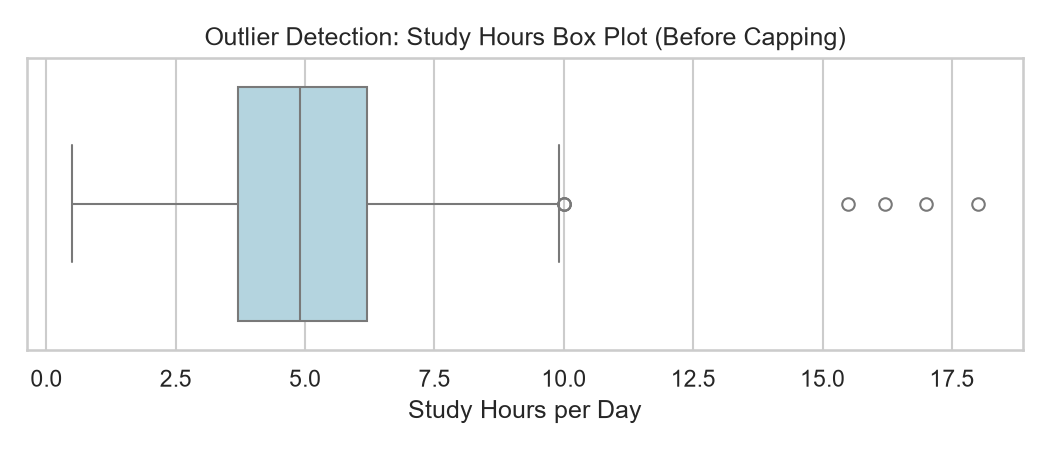 Outlier Detection: Study Hours Box Plot (Before Capping)
0.0 2.5 5.0 7.5 10.0 12.5 15.0 17.5
Study Hours per Day